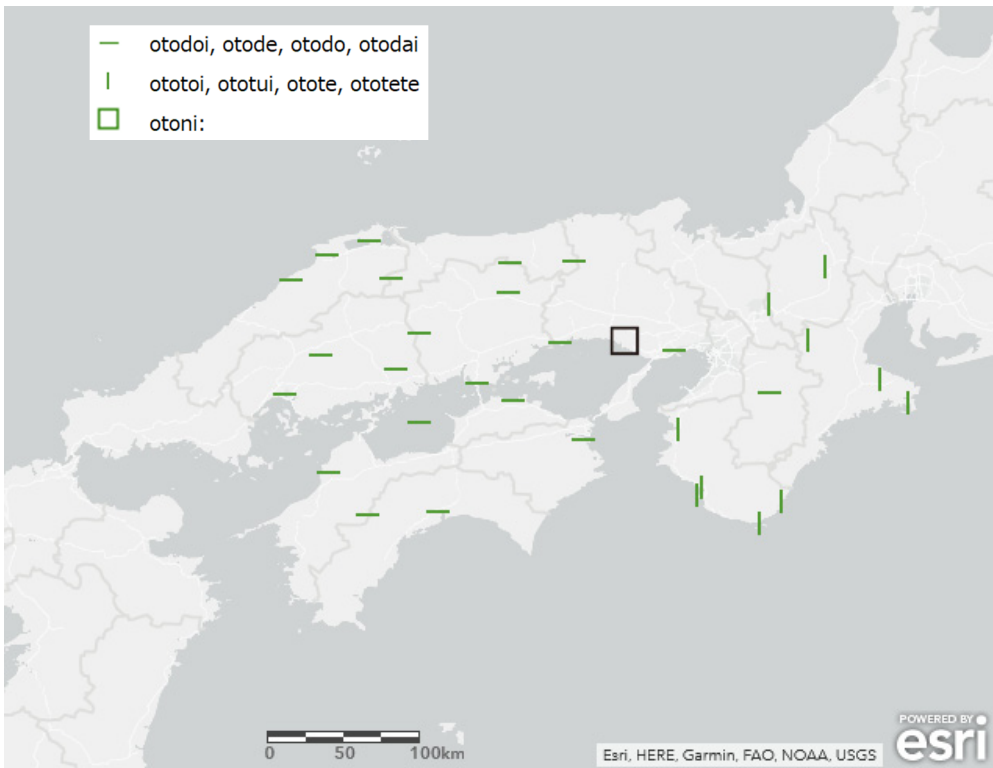 otodoi, otode, otodo, otodai
ototoi, ototui, otote, ototete
otoni:
0 50 100km
Esri, HERE, Garmin, FAO, NOAA, USGS
POWERED BY
esri